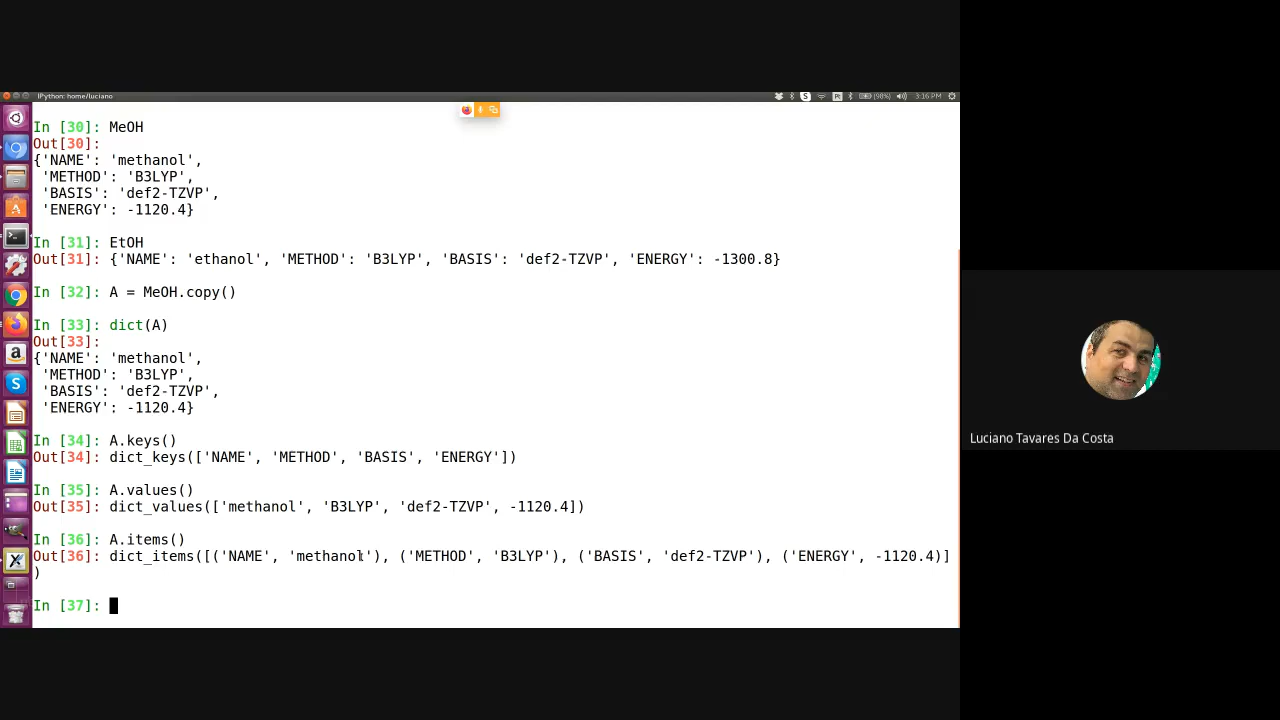 IPython: home/luciano
Pt
(98%)
3:16 PM
In [30]: MeOH
Out[30]:
{'NAME': 'methanol',
'METHOD': 'B3LYP',
'BASIS': 'def2-TZVP',
'ENERGY': -1120.4}
In [31]: EtOH
Out[31]: {'NAME': 'ethanol', 'METHOD': 'B3LYP', 'BASIS': 'def2-TZVP', 'ENERGY': -1300.8}
In [32]: A = MeOH.copy()
In [33]: dict(A)
Out[33]:
{'NAME': 'methanol',
'METHOD': 'B3LYP',
'BASIS': 'def2-TZVP',
'ENERGY': -1120.4}
In [34]: A.keys()
Out[34]: dict_keys(['NAME', 'METHOD', 'BASIS', 'ENERGY'])
In [35]: A.values()
Out[35]: dict_values(['methanol', 'B3LYP', 'def2-TZVP', -1120.4])
In [36]: A.items()
Out[36]: dict_items([('NAME', 'methanol'), ('METHOD', 'B3LYP'), ('BASIS', 'def2-TZVP'), ('ENERGY', -1120.4)]
)
In [37]:
Luciano Tavares Da Costa